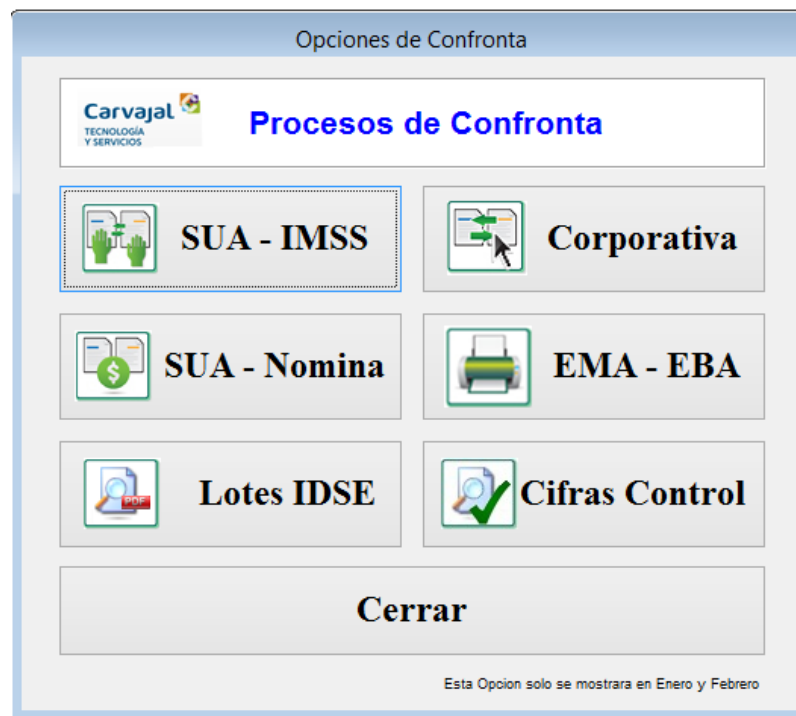 Opciones de Confronta
Carvajal
TECNOLOGÍA
Y SERVICIOS
Procesos de Confronta
SUA - IMSS
Corporativa
SUA - Nomina
EMA - EBA
PDF
Lotes IDSE
Cifras Control
Cerrar
Esta Opcion solo se mostrara en Enero y Febrero